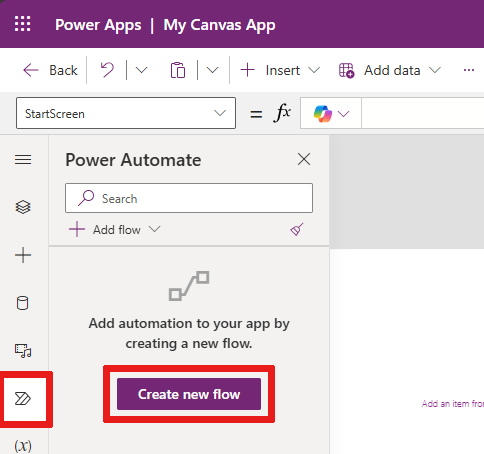 Power Apps | My Canvas App
Back
Insert
Add data
StartScreen
= fx
Power Automate
Search
Add flow
Add automation to your app by
creating a new flow.
Create new flow
Add an item from
(x)